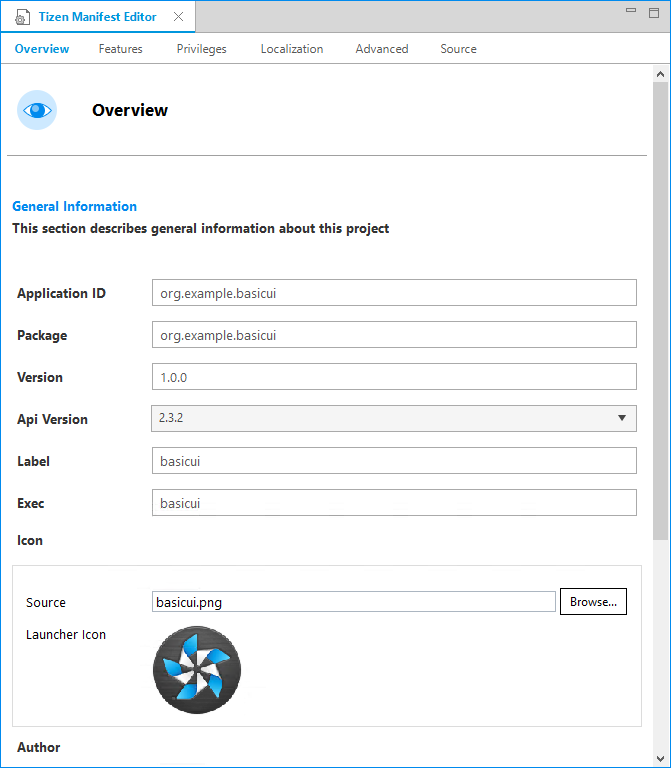 Tizen Manifest Editor
Overview Features Privileges Localization Advanced Source
Overview
General Information
This section describes general information about this project
Application ID org.example.basicui
Package org.example.basicui
Version 1.0.0
Api Version 2.3.2
Label basicui
Exec basicui
Icon
Source basicui.png Browse...
Launcher Icon
Author